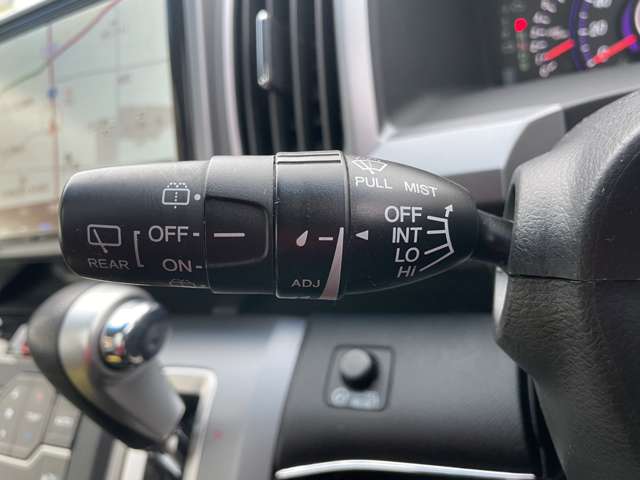 PULL MIST
OFF
INT
LO
Hi
OFF
ON
REAR
ADJ